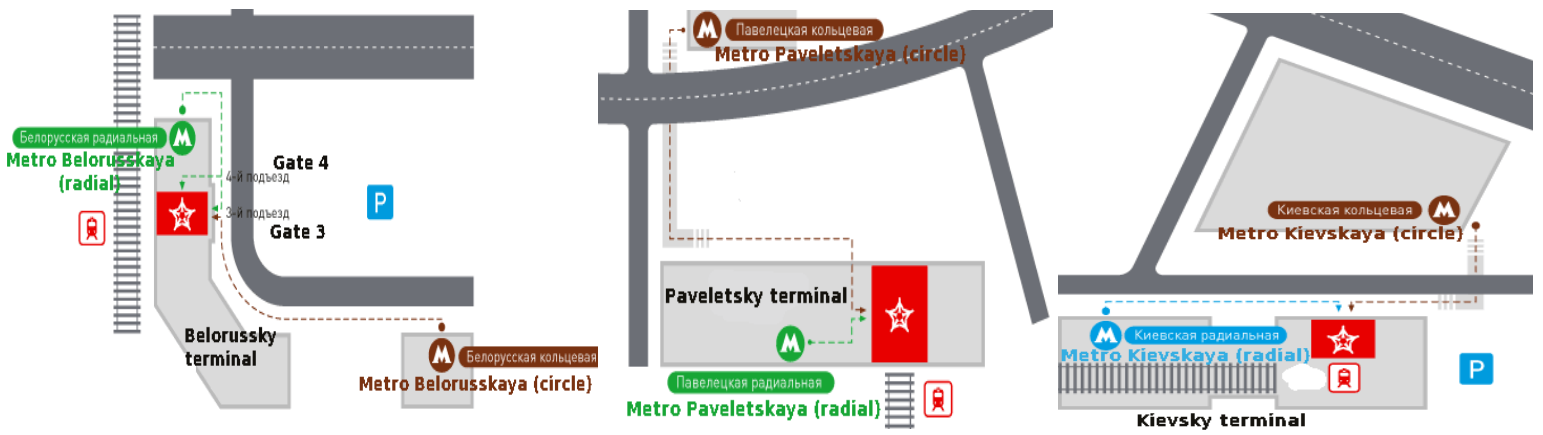 Белорусская радиальная
Metro Belorusskaya
(radial)
Gate 4
4-й подъезд
3-й подъезд
Gate 3
P
Belorussky
terminal
Белорусская кольцевая
Metro Belorusskaya (circle)
Павелецкая кольцевая
Metro Paveletskaya (circle)
Paveletsky terminal
Павелецкая радиальная
Metro Paveletskaya (radial)
Киевская кольцевая
Metro Kievskaya (circle)
Киевская радиальная
Metro Kievskaya (radial)
P
Kievsky terminal